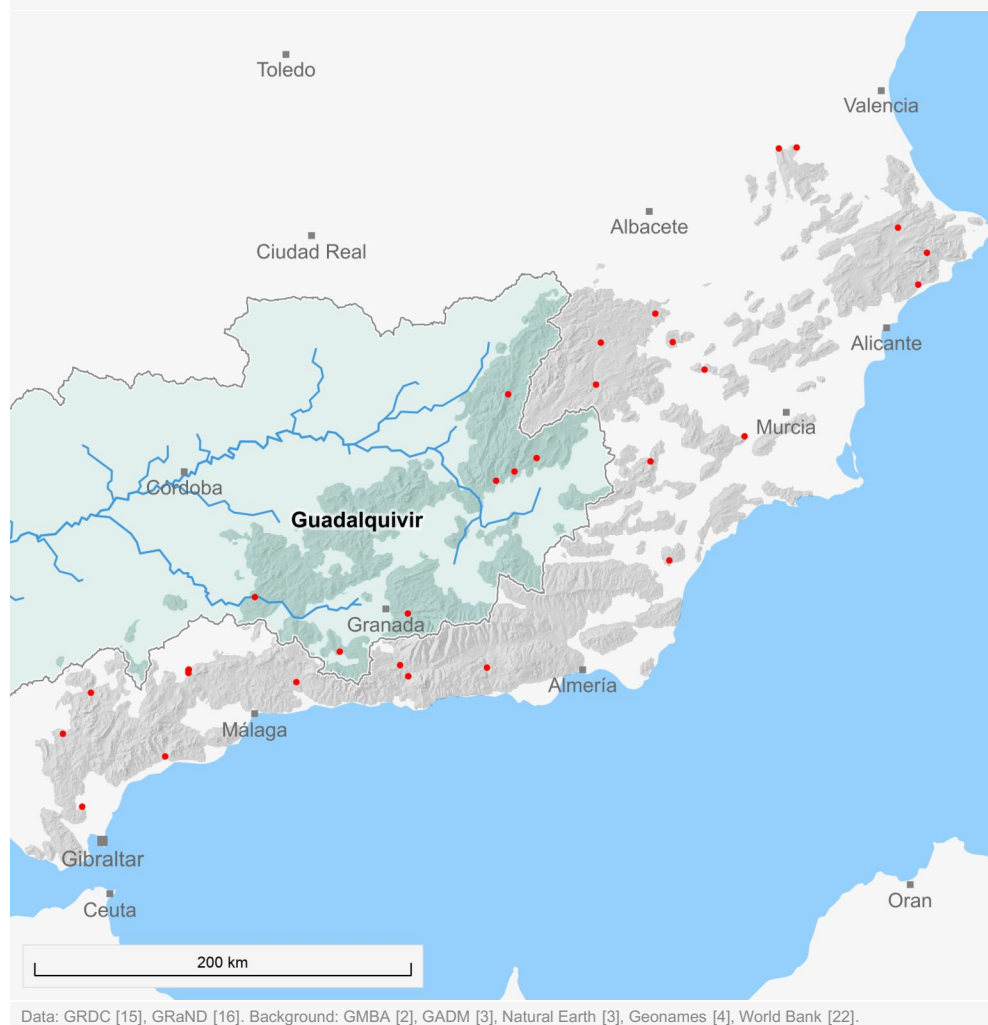 Toledo
Valencia
Albacete
Ciudad Real
Alicante
Murcia
Córdoba
Guadalquivir
Granada
Almería
Málaga
Gibraltar
Ceuta
Oran
200 km
Data: GRDC [15], GRanD [16]. Background: GMBA [2], GADM [3], Natural Earth [3], Geonames [4], World Bank [22].